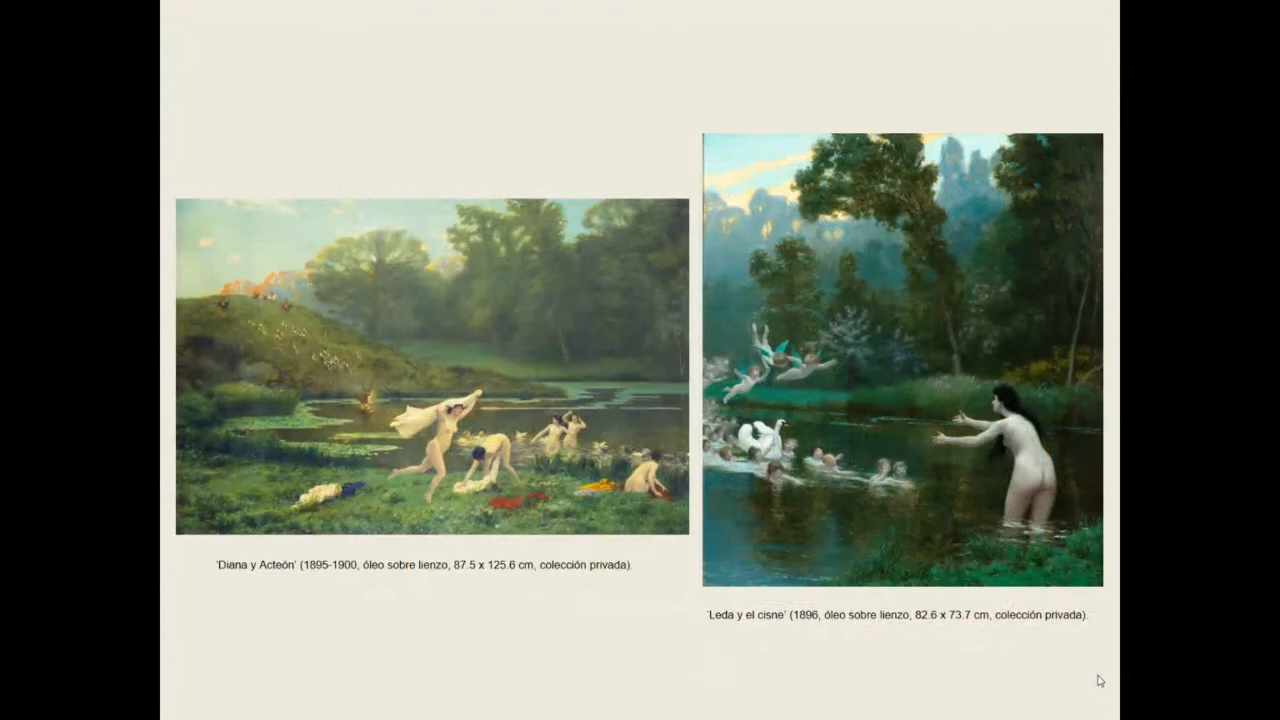 'Diana y Acteón' (1895-1900, óleo sobre lienzo, 87.5 x 125.6 cm, colección privada).
'Leda y el cisne' (1896, óleo sobre lienzo, 82.6 x 73.7 cm, colección privada).